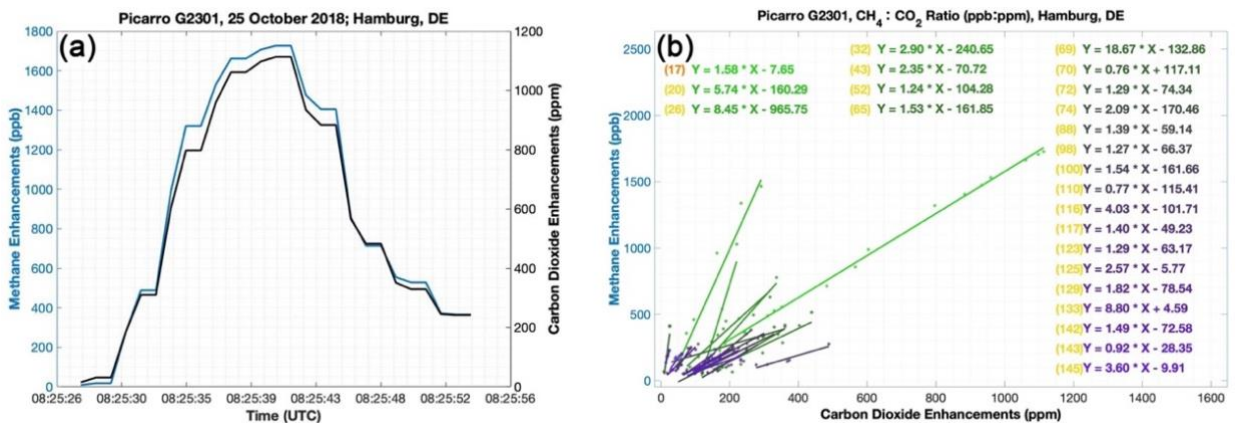 Picarro G2301, 25 October 2018; Hamburg, DE
(a)
Methane Enhancements (ppb)
1800
1600
1400
1200
1000
800
600
400
200
0
1200
1000
800
600
400
200
0
Carbon Dioxide Enhancements (ppm)
08:25:26 08:25:30 08:25:35 08:25:39 08:25:43 08:25:48 08:25:52 08:25:56
Time (UTC)
Picarro G2301, CH4 : CO2 Ratio (ppb:ppm), Hamburg, DE
(b)
Methane Enhancements (ppb)
2500
2000
1500
1000
500
0
(17) Y = 1.58 * X - 7.65
(20) Y = 5.74 * X - 160.29
(26) Y = 8.45 * X - 965.75
(32) Y = 2.90 * X - 240.65
(43) Y = 2.35 * X - 70.72
(52) Y = 1.24 * X - 104.28
(65) Y = 1.53 * X - 161.85
(69) Y = 18.67 * X - 132.86
(70) Y = 0.76 * X + 117.11
(72) Y = 1.29 * X - 74.34
(74) Y = 2.09 * X - 170.46
(88) Y = 1.39 * X - 59.14
(98) Y = 1.27 * X - 66.37
(100) Y = 1.54 * X - 161.66
(110) Y = 0.77 * X - 115.41
(116) Y = 4.03 * X - 101.71
(117) Y = 1.40 * X - 49.23
(123) Y = 1.29 * X - 63.17
(125) Y = 2.57 * X - 5.77
(129) Y = 1.82 * X - 78.54
(133) Y = 8.80 * X + 4.59
(142) Y = 1.49 * X - 72.58
(143) Y = 0.92 * X - 28.35
(145) Y = 3.60 * X - 9.91
0 200 400 600 800 1000 1200 1400 1600
Carbon Dioxide Enhancements (ppm)